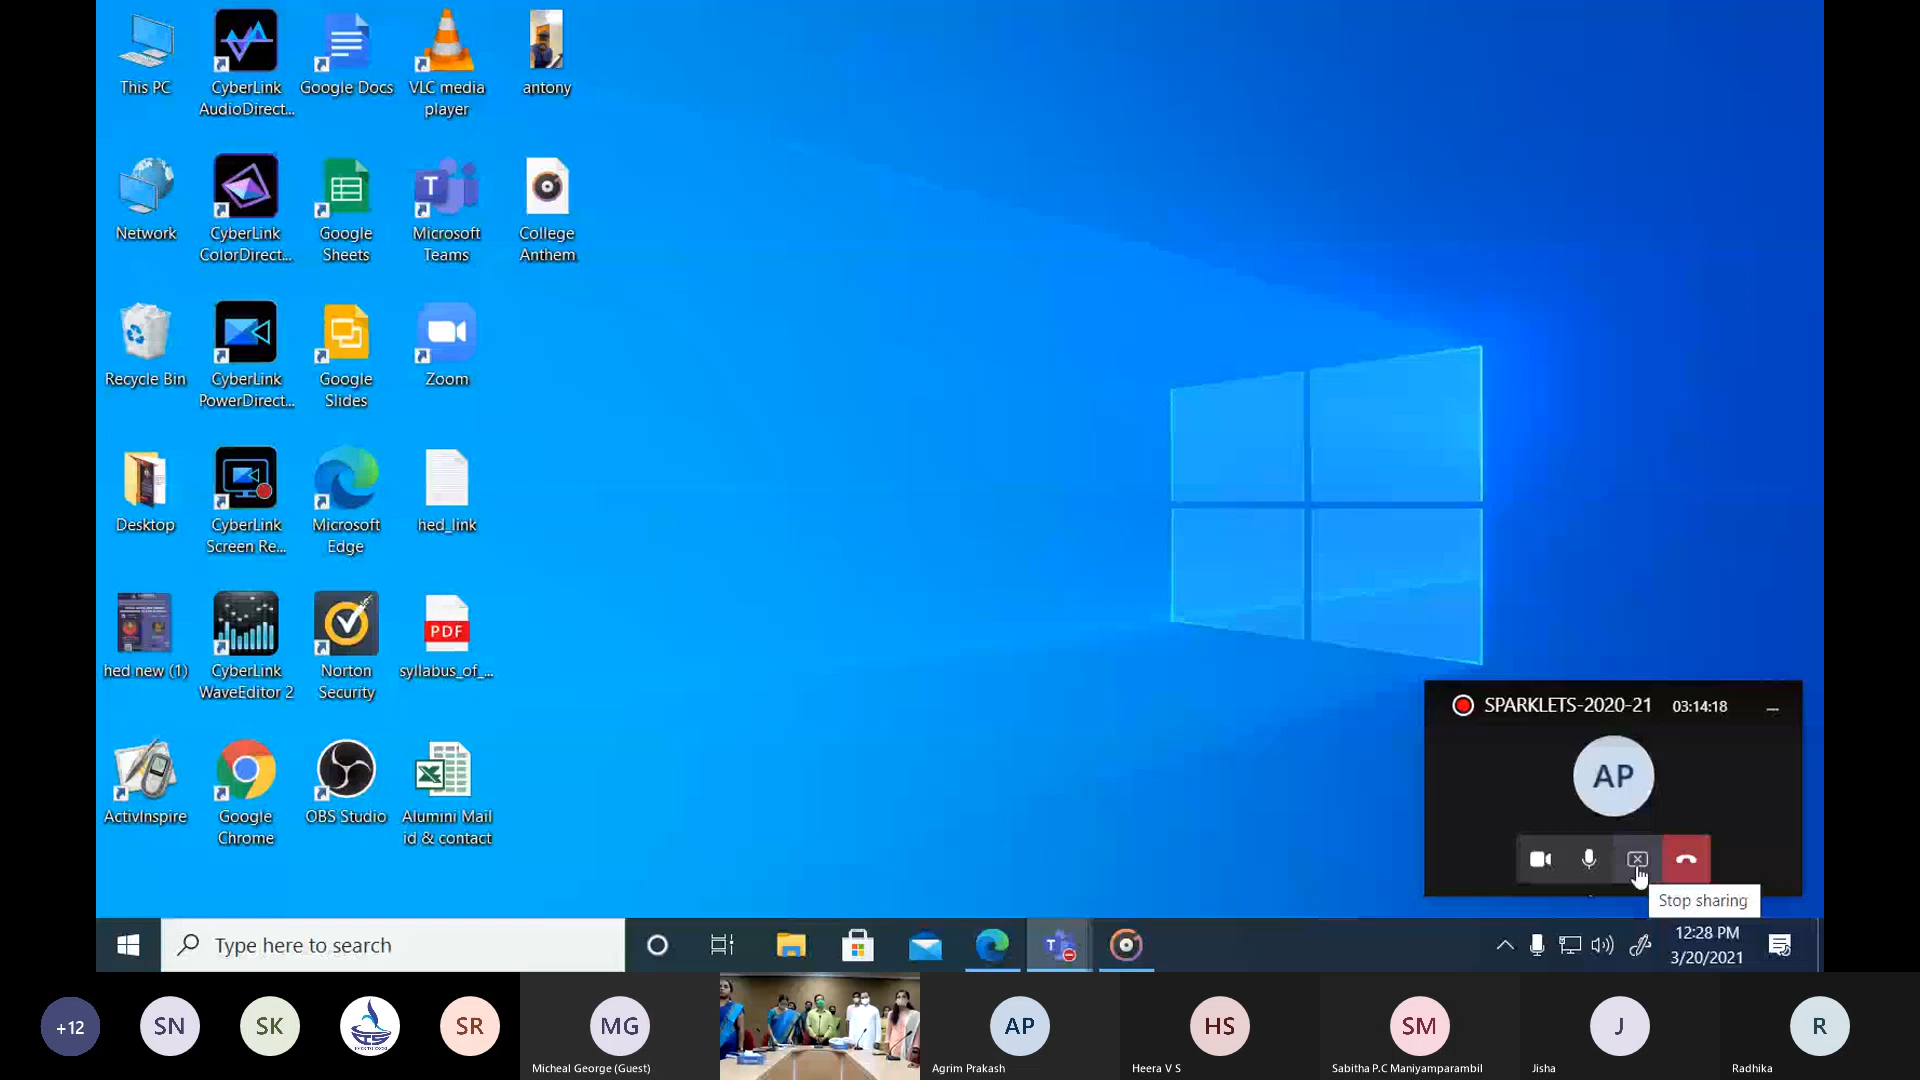 This PC
CyberLink
AudioDirect...
Google Docs
VLC media
player
antony
Network
CyberLink
ColorDirect...
Google
Sheets
T
Microsoft
Teams
College
Anthem
Recycle Bin
CyberLink
PowerDirect...
Google
Slides
Zoom
Desktop
CyberLink
Screen Re...
Microsoft
Edge
hed_link
hed new (1)
CyberLink
WaveEditor 2
Norton
Security
PDF
syllabus_of_...
ActivInspire
Google
Chrome
OBS Studio
X
Alumini Mail
id & contact
SPARKLETS-2020-21
03:14:18
AP
Stop sharing
Type here to search
T
12:28 PM
3/20/2021
+12
SN
SK
SR
MG
Micheal George (Guest)
AP
Agrim Prakash
HS
Heera V S
SM
Sabitha P.C Maniyamparambil
J
Jisha
R
Radhika